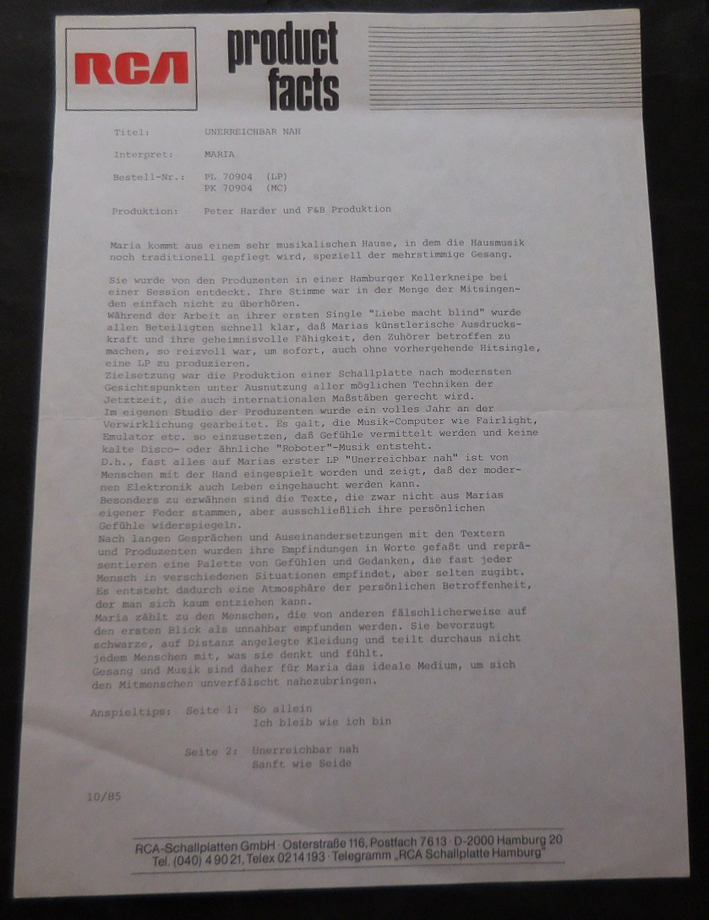 RCA
product
facts
Titel: UNERREICHBAR NAH
Interpret: MARIA
Bestell-Nr.: PL 70904 (LP)
PK 70904 (MC)
Produktion: Peter Harder und F&B Produktion
Maria kommt aus einem sehr musikalischen Hause, in dem die Hausmusik
noch traditionell gepflegt wird, speziell der mehrstimmige Gesang.
Sie wurde von den Produzenten in einer Hamburger Kellerkneipe bei
einer Session entdeckt. Ihre Stimme war in der Menge der Mitsingen-
den einfach nicht zu überhören.
Während der Arbeit an ihrer ersten Single "Liebe macht blind" wurde
allen Beteiligten schnell klar, daß Marias künstlerische Ausdrucks-
kraft und ihre geheimnisvolle Fähigkeit, den Zuhörer betroffen zu
machen, so reizvoll war, um sofort, auch ohne vorhergehende Hitsingle,
eine LP zu produzieren.
Zielsetzung war die Produktion einer Schallplatte nach modernsten
Gesichtspunkten unter Ausnutzung aller möglichen Techniken der
Jetztzeit, die auch internationalen Maßstäben gerecht wird.
Im eigenen Studio der Produzenten wurde ein volles Jahr an der
Verwirklichung gearbeitet. Es galt, die Musik-Computer wie Fairlight,
Emulator etc. so einzusetzen, daß Gefühle vermittelt werden und keine
kalte Disco- oder ähnliche "Roboter"-Musik entsteht.
D.h., fast alles auf Marias erster LP "Unerreichbar nah" ist von
Menschen mit der Hand eingespielt worden und zeigt, daß der moder-
nen Elektronik auch Leben eingehaucht werden kann.
Besonders zu erwähnen sind die Texte, die zwar nicht aus Marias
eigener Feder stammen, aber ausschließlich ihre persönlichen
Gefühle widerspiegeln.
Nach langen Gesprächen und Auseinandersetzungen mit den Textern
und Produzenten wurden ihre Empfindungen in Worte gefaßt und reprä-
sentieren eine Palette von Gefühlen und Gedanken, die fast jeder
Mensch in verschiedenen Situationen empfindet, aber selten zugibt.
Es entsteht dadurch eine Atmosphäre der persönlichen Betroffenheit,
der man sich kaum entziehen kann.
Maria zählt zu den Menschen, die von anderen fälschlicherweise auf
den ersten Blick als unnahbar empfunden werden. Sie bevorzugt
schwarze, auf Distanz angelegte Kleidung und teilt durchaus nicht
jedem Menschen mit, was sie denkt und fühlt.
Gesang und Musik sind daher für Maria das ideale Medium, um sich
den Mitmenschen unverfälscht nahezubringen.
Anspieltips: Seite 1: So allein
Ich bleib wie ich bin
Seite 2: Unerreichbar nah
Sanft wie Seide
10/85
RCA-Schallplatten GmbH · Osterstraße 116, Postfach 7613 · D-2000 Hamburg 20
Tel. (040) 4 90 21, Telex 02 14 193 · Telegramm „RCA Schallplatte Hamburg"